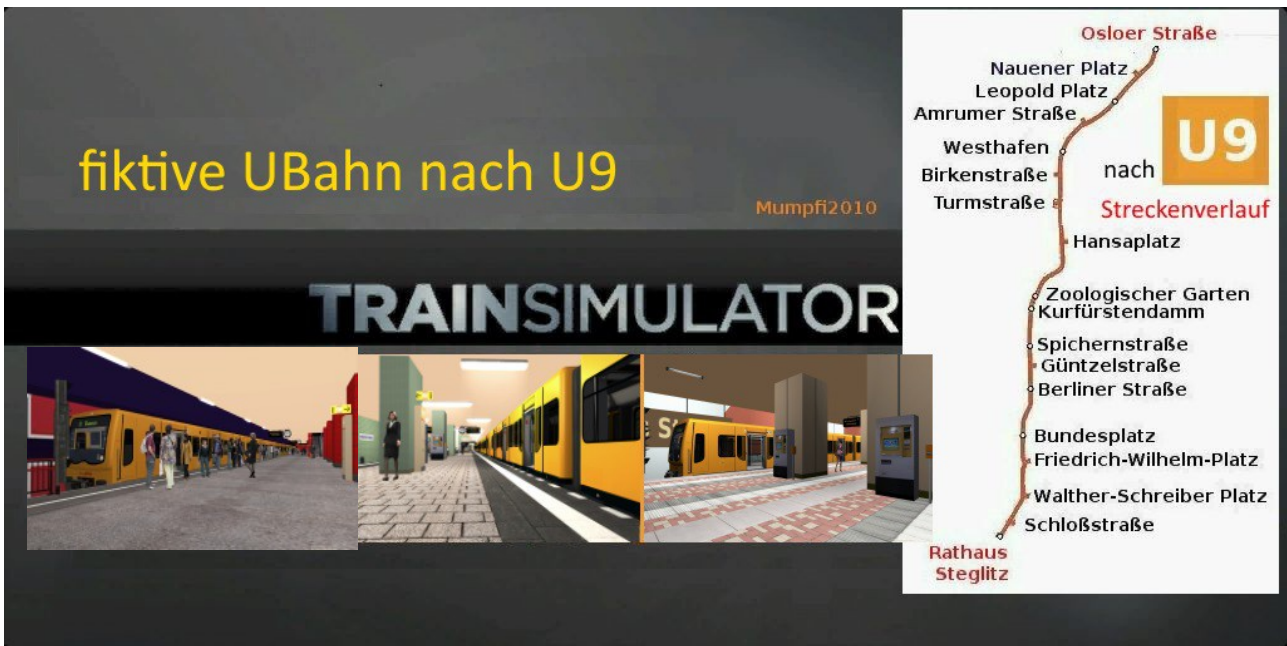 fiktive UBahn nach U9
Mumpfi2010
TRAINSIMULATOR
Osloer Straße
Nauener Platz
Leopold Platz
Amrumer Straße
Westhafen
Birkenstraße
Turmstraße
Hansaplatz
Zoologischer Garten
Kurfürstendamm
Spichernstraße
Güntzelstraße
Berliner Straße
Bundesplatz
Friedrich-Wilhelm-Platz
Walther-Schreiber Platz
Schloßstraße
Rathaus
Steglitz
nach U9
Streckenverlauf